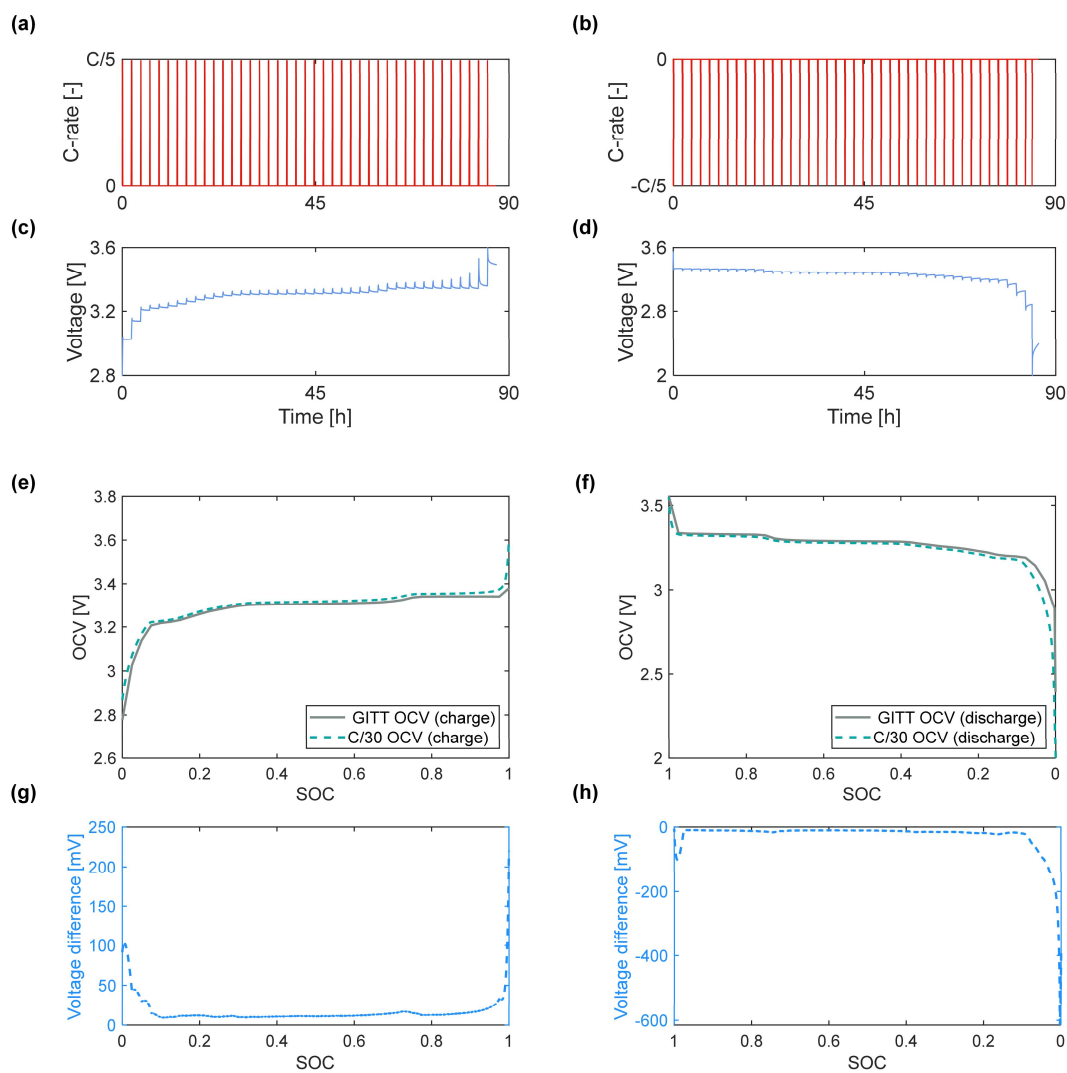 (a)
C/5
C-rate [-]
0
0 45 90
(b)
0
C-rate [-]
-C/5
0 45 90
(c)
3.6
3.2
2.8
Voltage [V]
0 45 90
Time [h]
(d)
3.6
2.8
2
Voltage [V]
0 45 90
Time [h]
(e)
3.8
3.6
3.4
3.2
3
2.8
2.6
OCV [V]
GITT OCV (charge)
C/30 OCV (charge)
0 0.2 0.4 0.6 0.8 1
SOC
(f)
3.5
3
2.5
2
OCV [V]
GITT OCV (discharge)
C/30 OCV (discharge)
1 0.8 0.6 0.4 0.2 0
SOC
(g)
250
200
150
100
50
0
Voltage difference [mV]
0 0.2 0.4 0.6 0.8 1
SOC
(h)
0
-200
-400
-600
Voltage difference [mV]
1 0.8 0.6 0.4 0.2 0
SOC